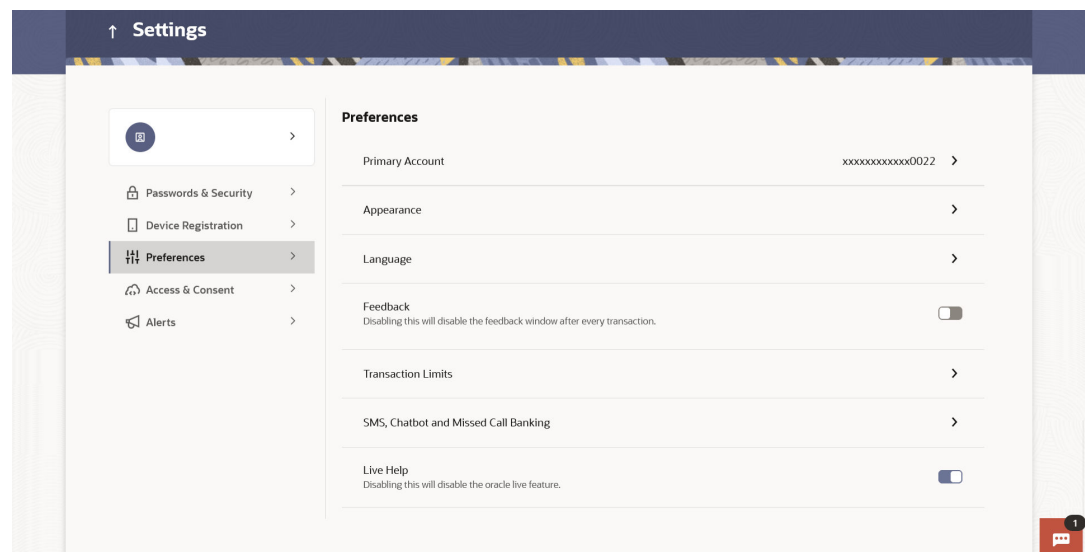 Settings
Passwords & Security
Device Registration
Preferences
Access & Consent
Alerts
Preferences
Primary Account xxxxxxxxxxxx0022
Appearance
Language
Feedback
Disabling this will disable the feedback window after every transaction.
Transaction Limits
SMS, Chatbot and Missed Call Banking
Live Help
Disabling this will disable the oracle live feature.
1